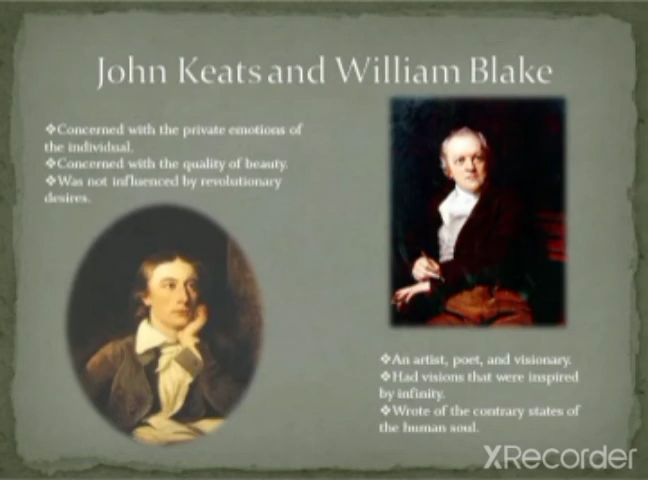 John Keats and William Blake
❖Concerned with the private emotions of
the individual.
❖Concerned with the quality of beauty.
❖Was not influenced by revolutionary
desires.
❖An artist, poet, and visionary.
❖Had visions that were inspired
by infinity.
❖Wrote of the contrary states of
the human soul.
XRecorder